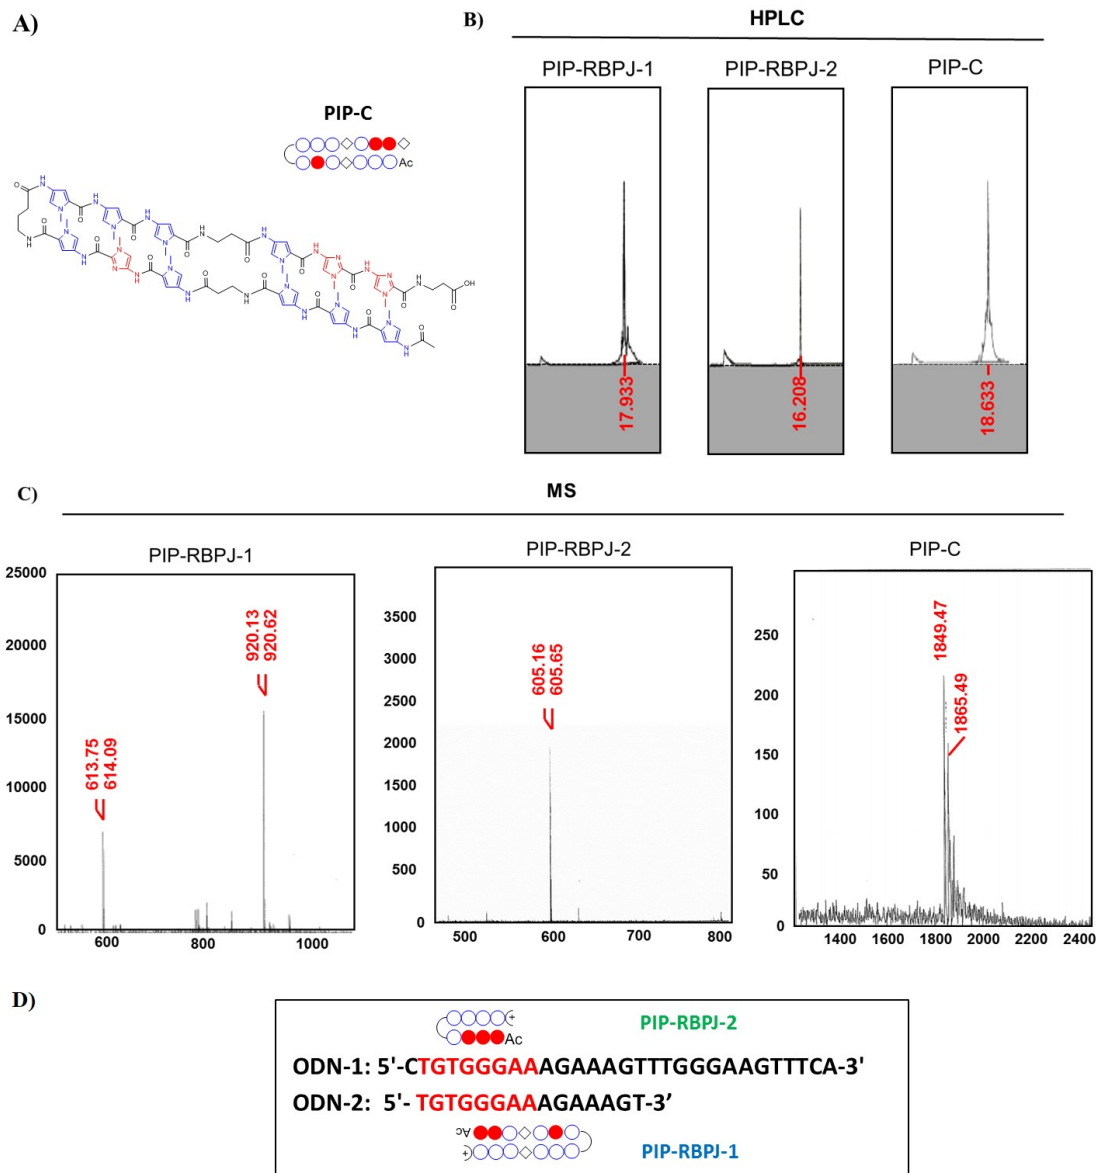 A)
PIP-C
Ac
B)
HPLC
PIP-RBPJ-1
PIP-RBPJ-2
PIP-C
17.933
16.208
18.633
C)
MS
PIP-RBPJ-1
PIP-RBPJ-2
PIP-C
25000
20000
15000
10000
5000
0
613.75
614.09
920.13
920.62
600
800
1000
3500
3000
2500
2000
1500
1000
500
0
605.16
605.65
500
600
700
800
250
200
150
100
50
0
1849.47
1865.49
1400
1600
1800
2000
2200
2400
D)
+
Ac
PIP-RBPJ-2
ODN-1: 5'-CTGTGGGAAAGAAAGTTTGGGAAGTTTCA-3'
ODN-2: 5'- TGTGGGAAAGAAAGT-3’
Ac
+
PIP-RBPJ-1